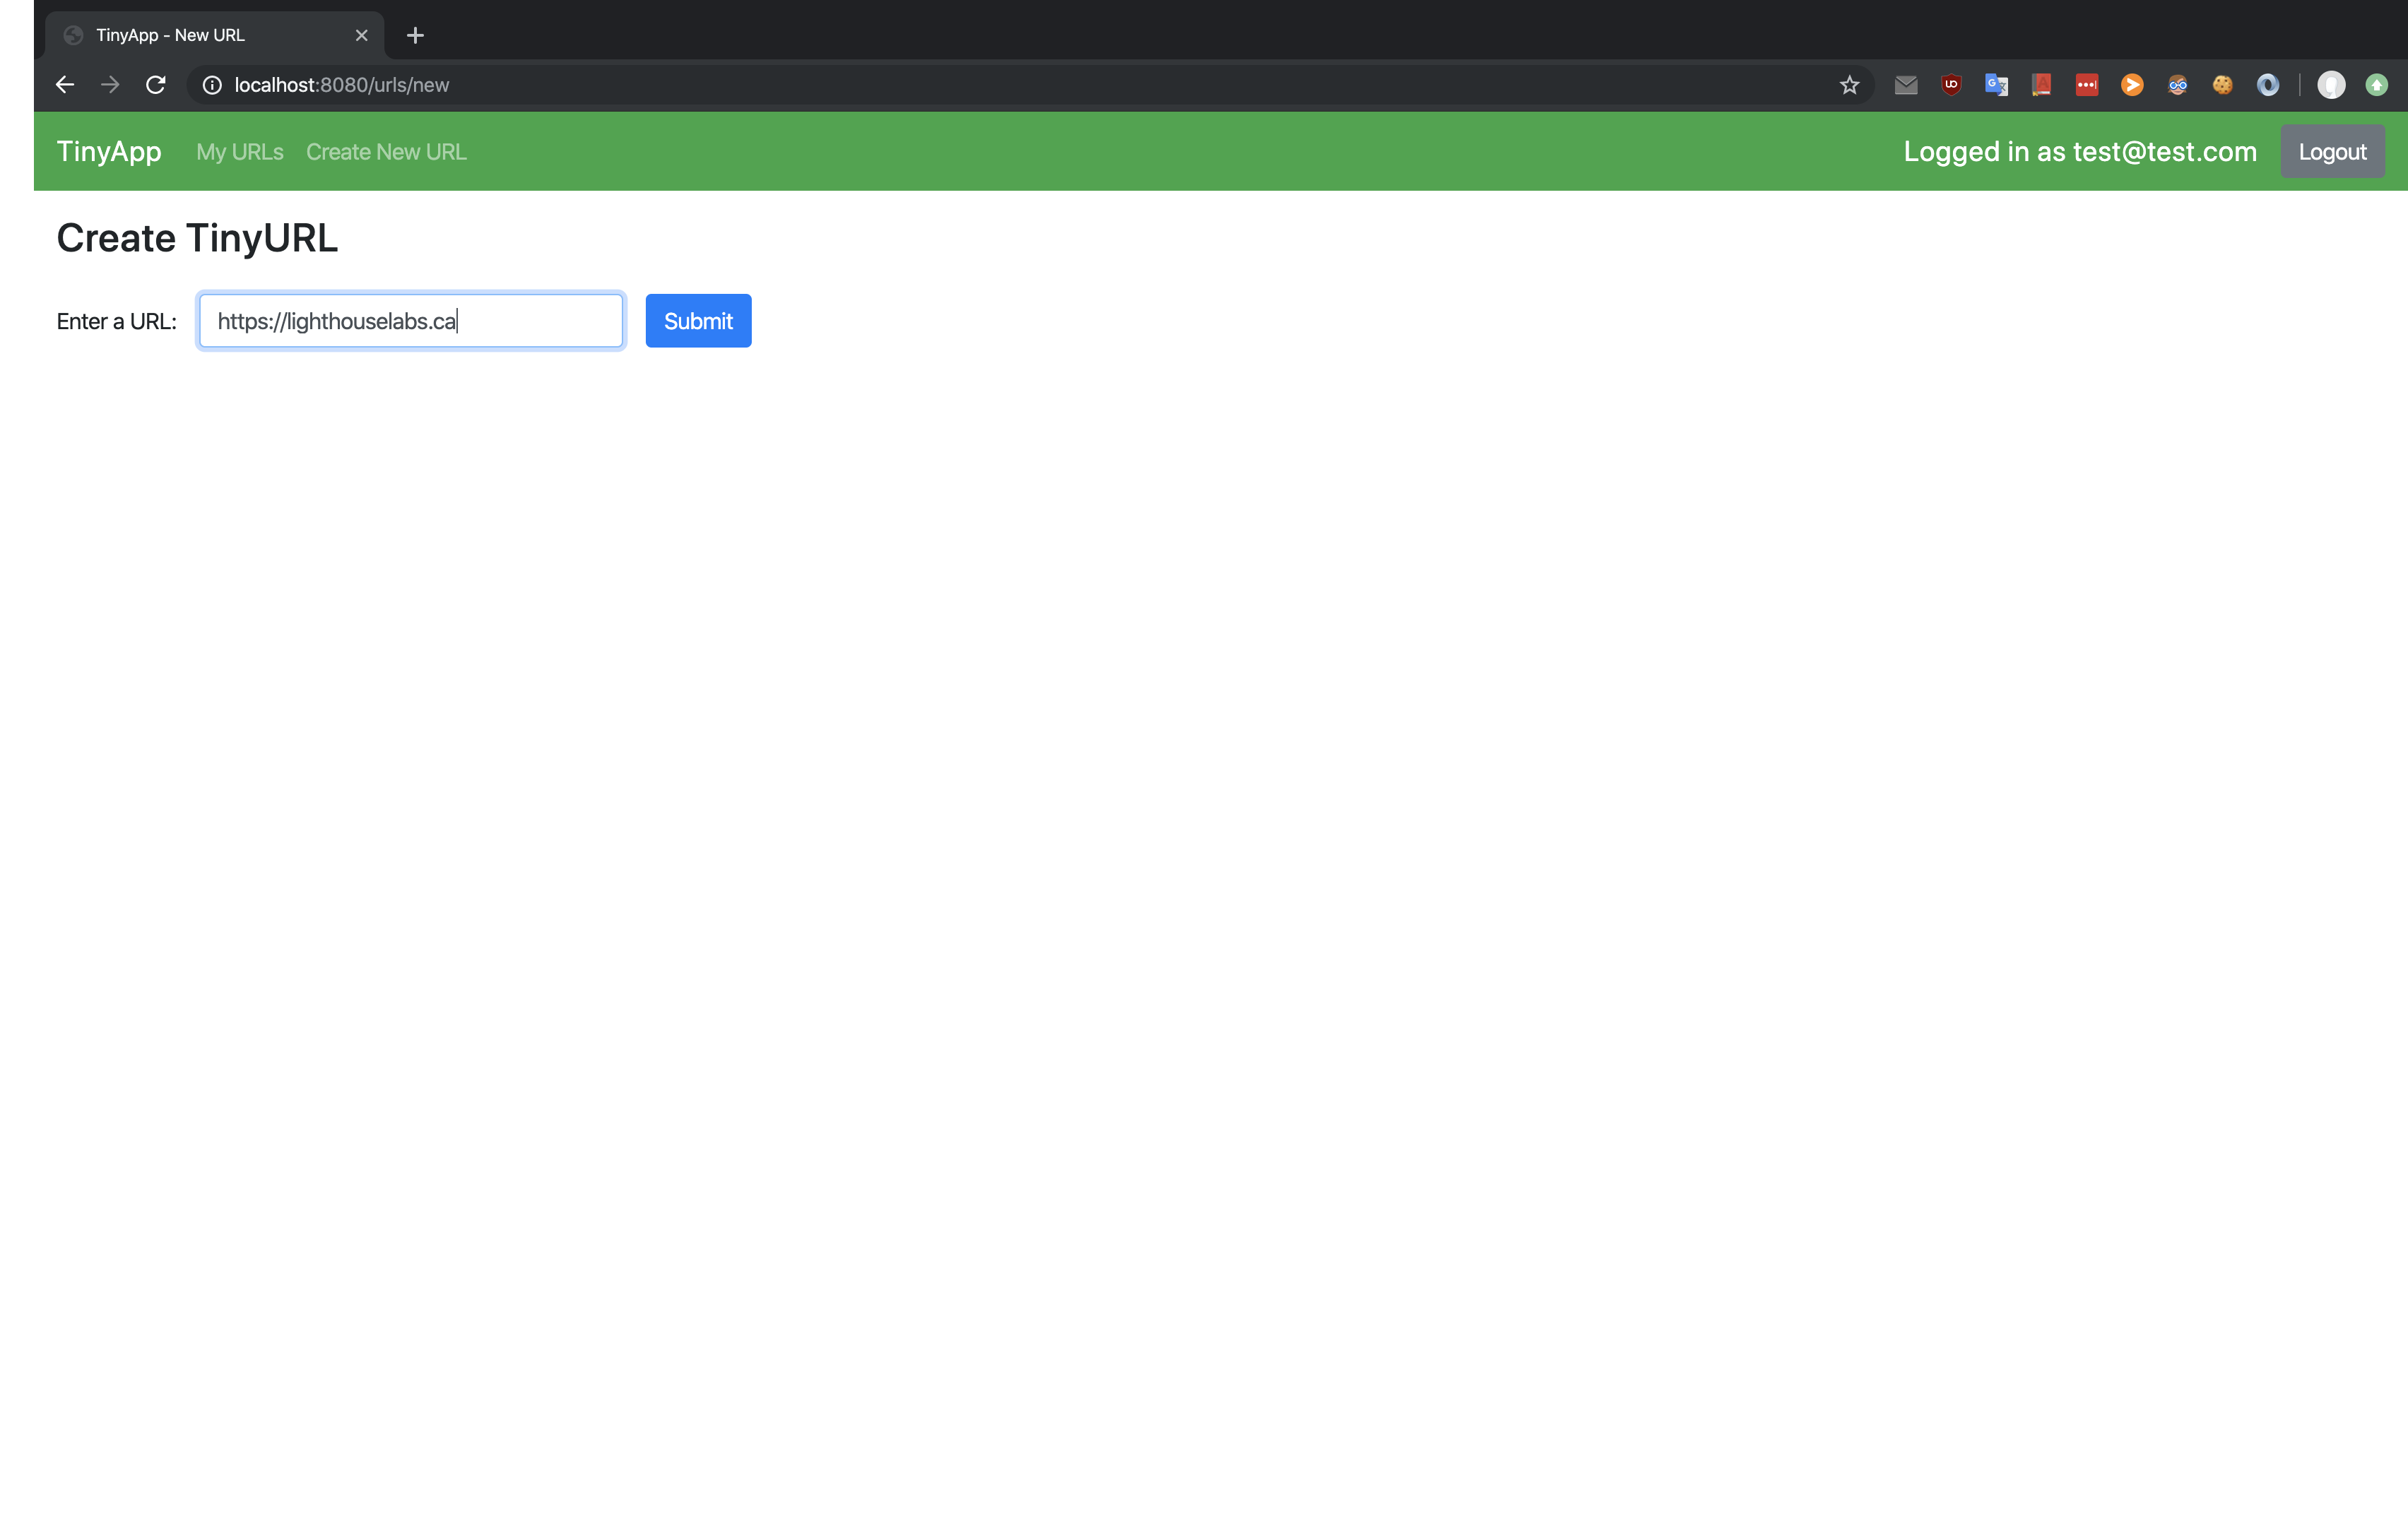 TinyApp - New URL
localhost:8080/urls/new
TinyApp My URLs Create New URL Logged in as test@test.com Logout
Create TinyURL
Enter a URL: https://lighthouselabs.ca Submit